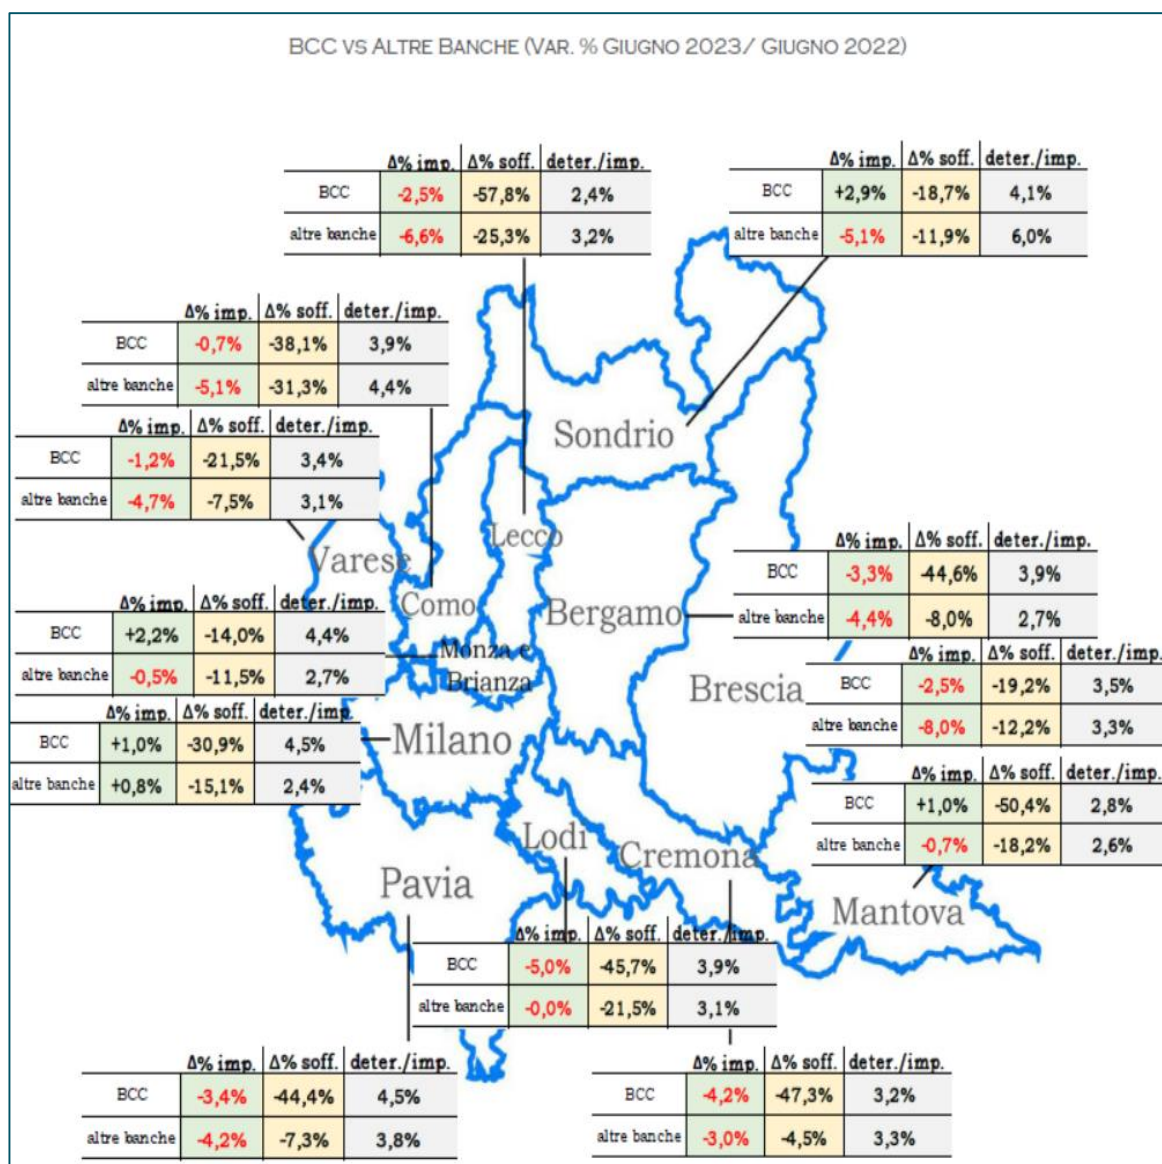 BCC VS ALTRE BANCHE (VAR. % GIUGNO 2023/ GIUGNO 2022)
Δ% imp. Δ% soff. deter./imp.
BCC -2,5% -57,8% 2,4%
altre banche -6,6% -25,3% 3,2%
Δ% imp. Δ% soff. deter./imp.
BCC +2,9% -18,7% 4,1%
altre banche -5,1% -11,9% 6,0%
Δ% imp. Δ% soff. deter./imp.
BCC -0,7% -38,1% 3,9%
altre banche -5,1% -31,3% 4,4%
Δ% imp. Δ% soff. deter./imp.
BCC -1,2% -21,5% 3,4%
altre banche -4,7% -7,5% 3,1%
Sondrio
Lecco
Varese
Como
Bergamo
Δ% imp. Δ% soff. deter./imp.
BCC -3,3% -44,6% 3,9%
altre banche -4,4% -8,0% 2,7%
Δ% imp. Δ% soff. deter./imp.
BCC +2,2% -14,0% 4,4%
altre banche -0,5% -11,5% 2,7%
Monza e
Brianza
Brescia
Δ% imp. Δ% soff. deter./imp.
BCC -2,5% -19,2% 3,5%
altre banche -8,0% -12,2% 3,3%
Δ% imp. Δ% soff. deter./imp.
BCC +1,0% -30,9% 4,5%
altre banche +0,8% -15,1% 2,4%
Milano
Δ% imp. Δ% soff. deter./imp.
BCC +1,0% -50,4% 2,8%
altre banche -0,7% -18,2% 2,6%
Lodi
Cremona
Pavia
Mantova
Δ% imp. Δ% soff. deter./imp.
BCC -5,0% -45,7% 3,9%
altre banche -0,0% -21,5% 3,1%
Δ% imp. Δ% soff. deter./imp.
BCC -3,4% -44,4% 4,5%
altre banche -4,2% -7,3% 3,8%
Δ% imp. Δ% soff. deter./imp.
BCC -4,2% -47,3% 3,2%
altre banche -3,0% -4,5% 3,3%